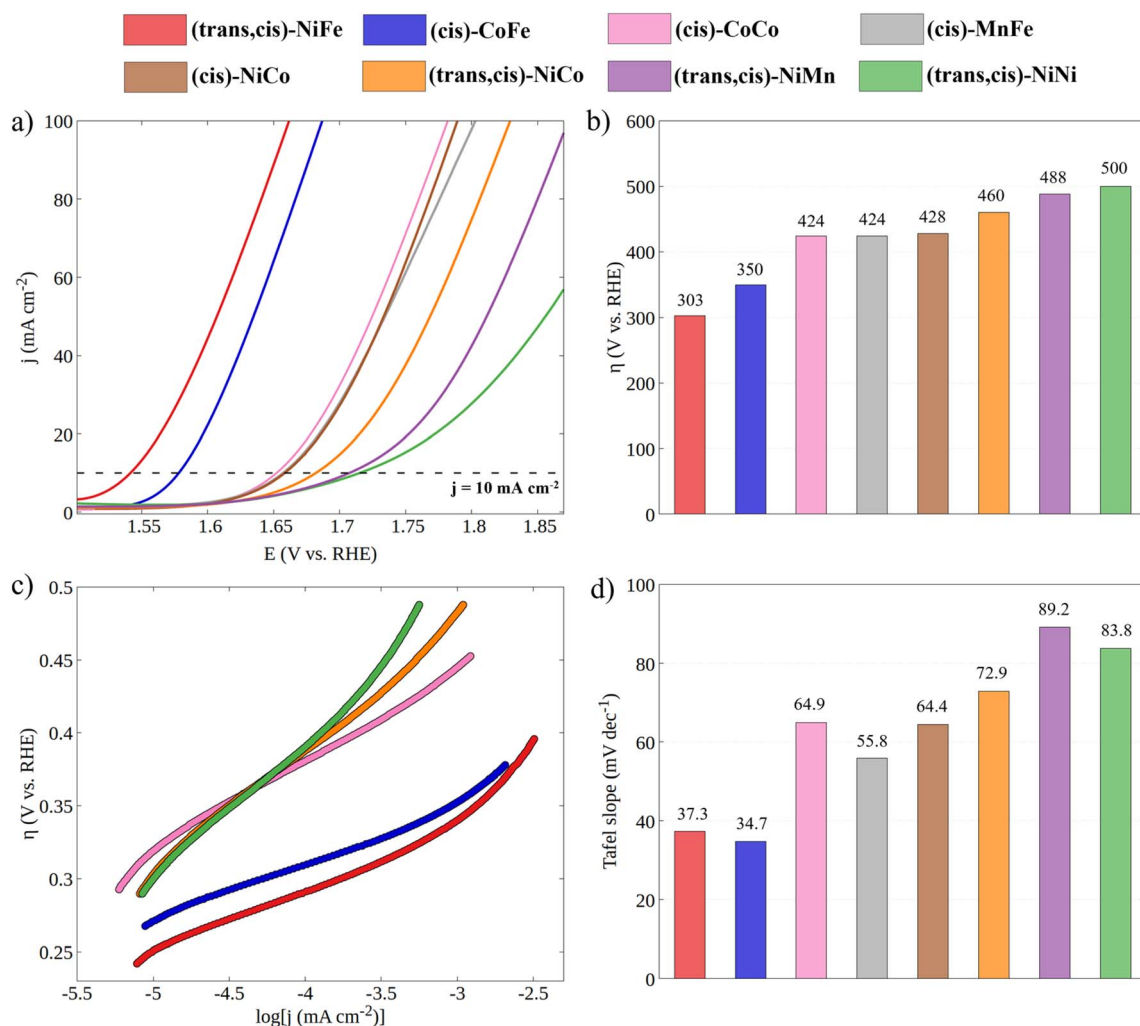 (trans,cis)-NiFe (cis)-CoFe (cis)-CoCo (cis)-MnFe
(cis)-NiCo (trans,cis)-NiCo (trans,cis)-NiMn (trans,cis)-NiNi
a)
100
80
60
40
20
0
j (mA cm⁻²)
j = 10 mA cm⁻²
1.55 1.6 1.65 1.7 1.75 1.8 1.85
E (V vs. RHE)
b)
600
500
400
300
200
100
0
η (V vs. RHE)
303
350
424
424
428
460
488
500
c)
0.5
0.45
0.4
0.35
0.3
0.25
η (V vs. RHE)
-5.5 -5 -4.5 -4 -3.5 -3 -2.5 -2
log[j (mA cm⁻²)]
d)
100
80
60
40
20
0
Tafel slope (mV dec⁻¹)
37.3
34.7
64.9
55.8
64.4
72.9
89.2
83.8